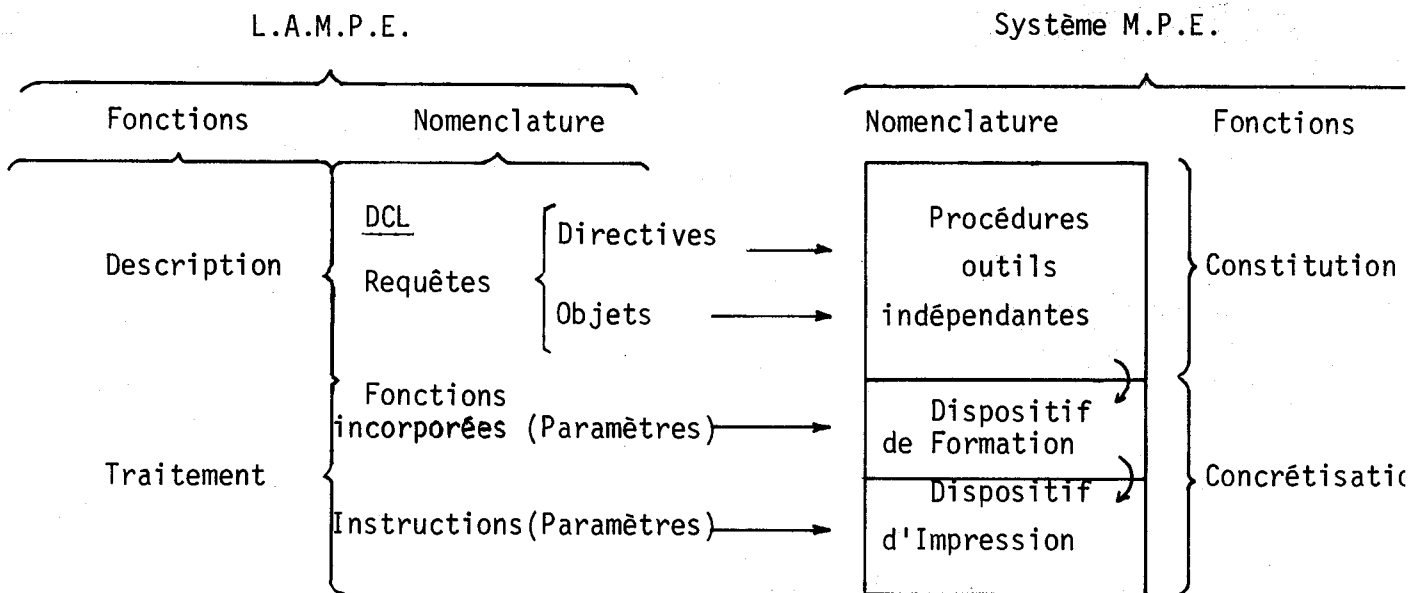 L.A.M.P.E. Système M.P.E.
Fonctions Nomenclature Nomenclature Fonctions
DCL
Requêtes
Directives
Objets
Description
Procédures
outils
indépendantes
Constitution
Fonctions
incorporées (Paramètres)
Dispositif
de Formation
Traitement
Concrétisatio
Instructions (Paramètres)
Dispositif
d'Impression